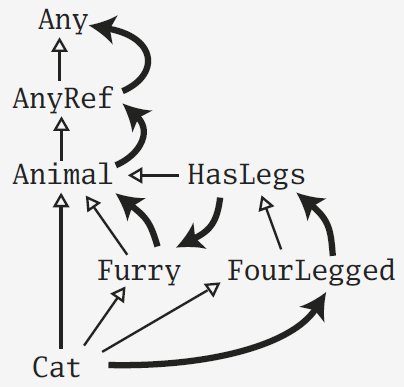 Any
AnyRef
Animal HasLegs
Furry FourLegged
Cat